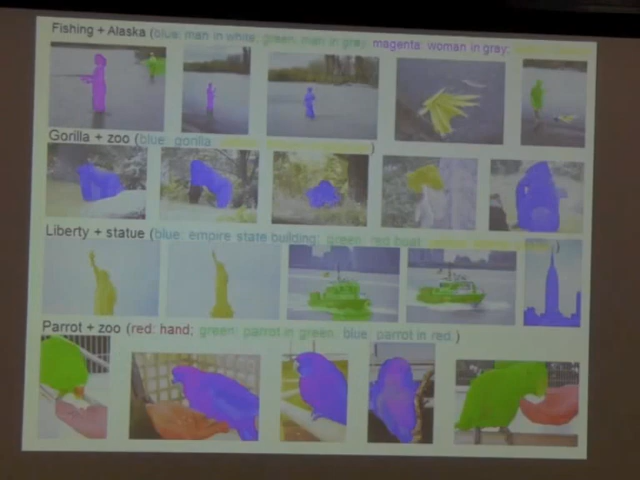 Fishing + Alaska (blue: man in white; green: man in gray; magenta: woman in gray;
Gorilla + zoo (blue: gorilla )
Liberty + statue (blue: empire state building; green: red boat;
Parrot + zoo (red: hand; green: parrot in green; blue: parrot in red )